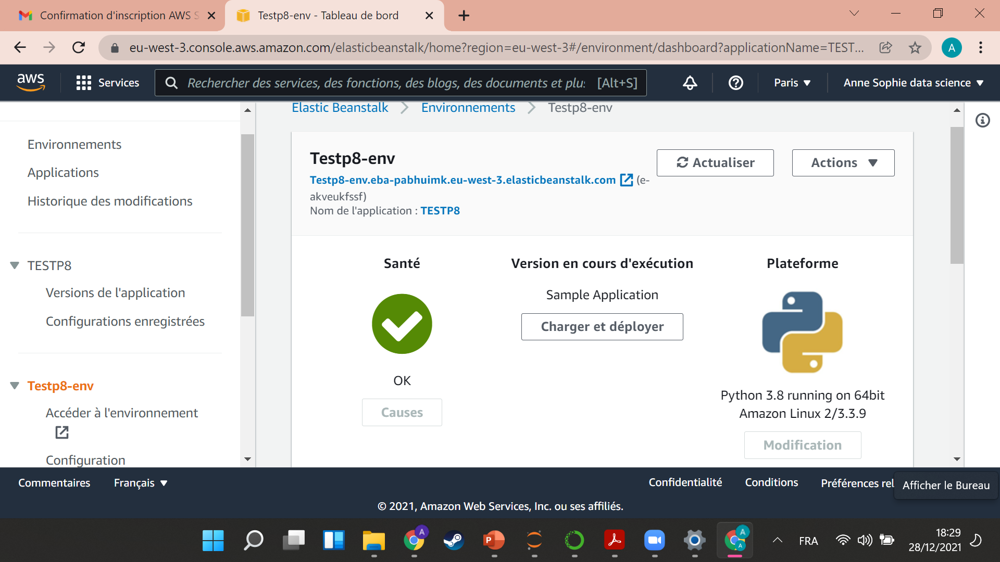 Confirmation d'inscription AWS S
Testp8-env - Tableau de bord
eu-west-3.console.aws.amazon.com/elasticbeanstalk/home?region=eu-west-3#/environment/dashboard?applicationName=TEST...
A
aws
Services
Rechercher des services, des fonctions, des blogs, des documents et plus
[Alt+S]
Paris
Anne Sophie data science
Elastic Beanstalk
Environnements
Testp8-env
Environnements
Applications
Historique des modifications
TESTP8
Versions de l'application
Configurations enregistrées
Testp8-env
Accéder à l'environnement
Configuration
Testp8-env
Testp8-env.eba-pabhuimk.eu-west-3.elasticbeanstalk.com (e-
akveukfssf)
Nom de l'application : TESTP8
Actualiser
Actions
Santé
OK
Causes
Version en cours d'exécution
Sample Application
Charger et déployer
Plateforme
Python 3.8 running on 64bit
Amazon Linux 2/3.3.9
Modification
Commentaires
Français
Confidentialité
Conditions
Préférences rel
Afficher le Bureau
© 2021, Amazon Web Services, Inc. ou ses affiliés.
A
P
A
A
FRA
18:29
28/12/2021